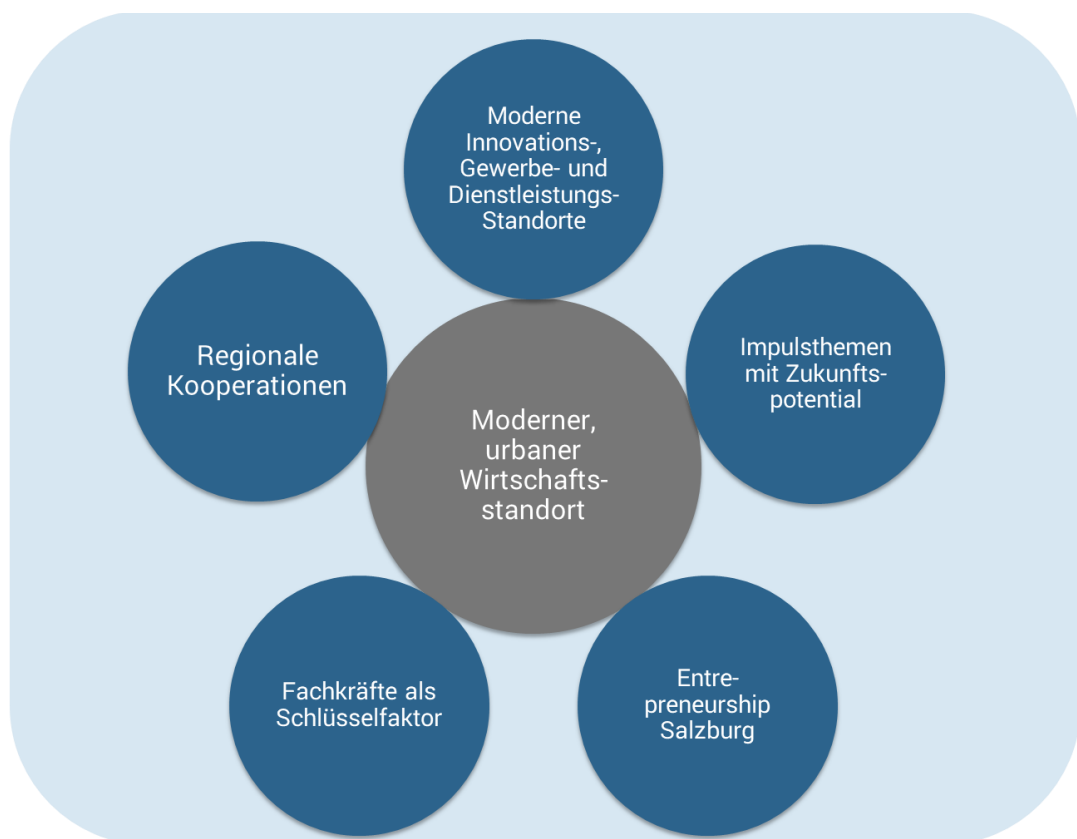 Moderne
Innovations-,
Gewerbe- und
Dienstleistungs-
Standorte
Regionale
Kooperationen
Impulsthemen
mit Zukunfts-
potential
Moderner,
urbaner
Wirtschafts-
standort
Fachkräfte als
Schlüsselfaktor
Entre-
preneurship
Salzburg